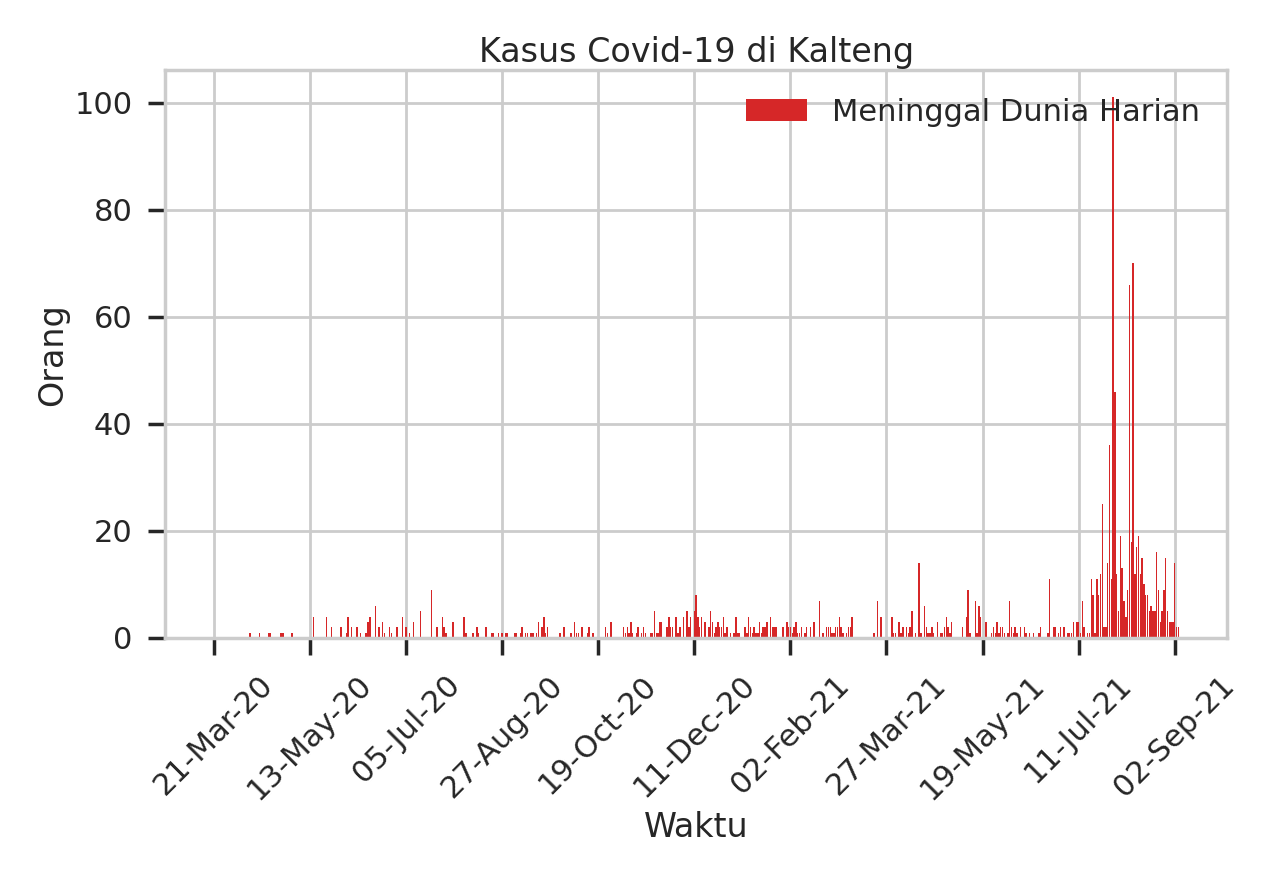 Kasus Covid-19 di Kalteng
Meninggal Dunia Harian
Orang
100
80
60
40
20
0
21-Mar-20
13-May-20
05-Jul-20
27-Aug-20
19-Oct-20
11-Dec-20
02-Feb-21
27-Mar-21
19-May-21
11-Jul-21
02-Sep-21
Waktu